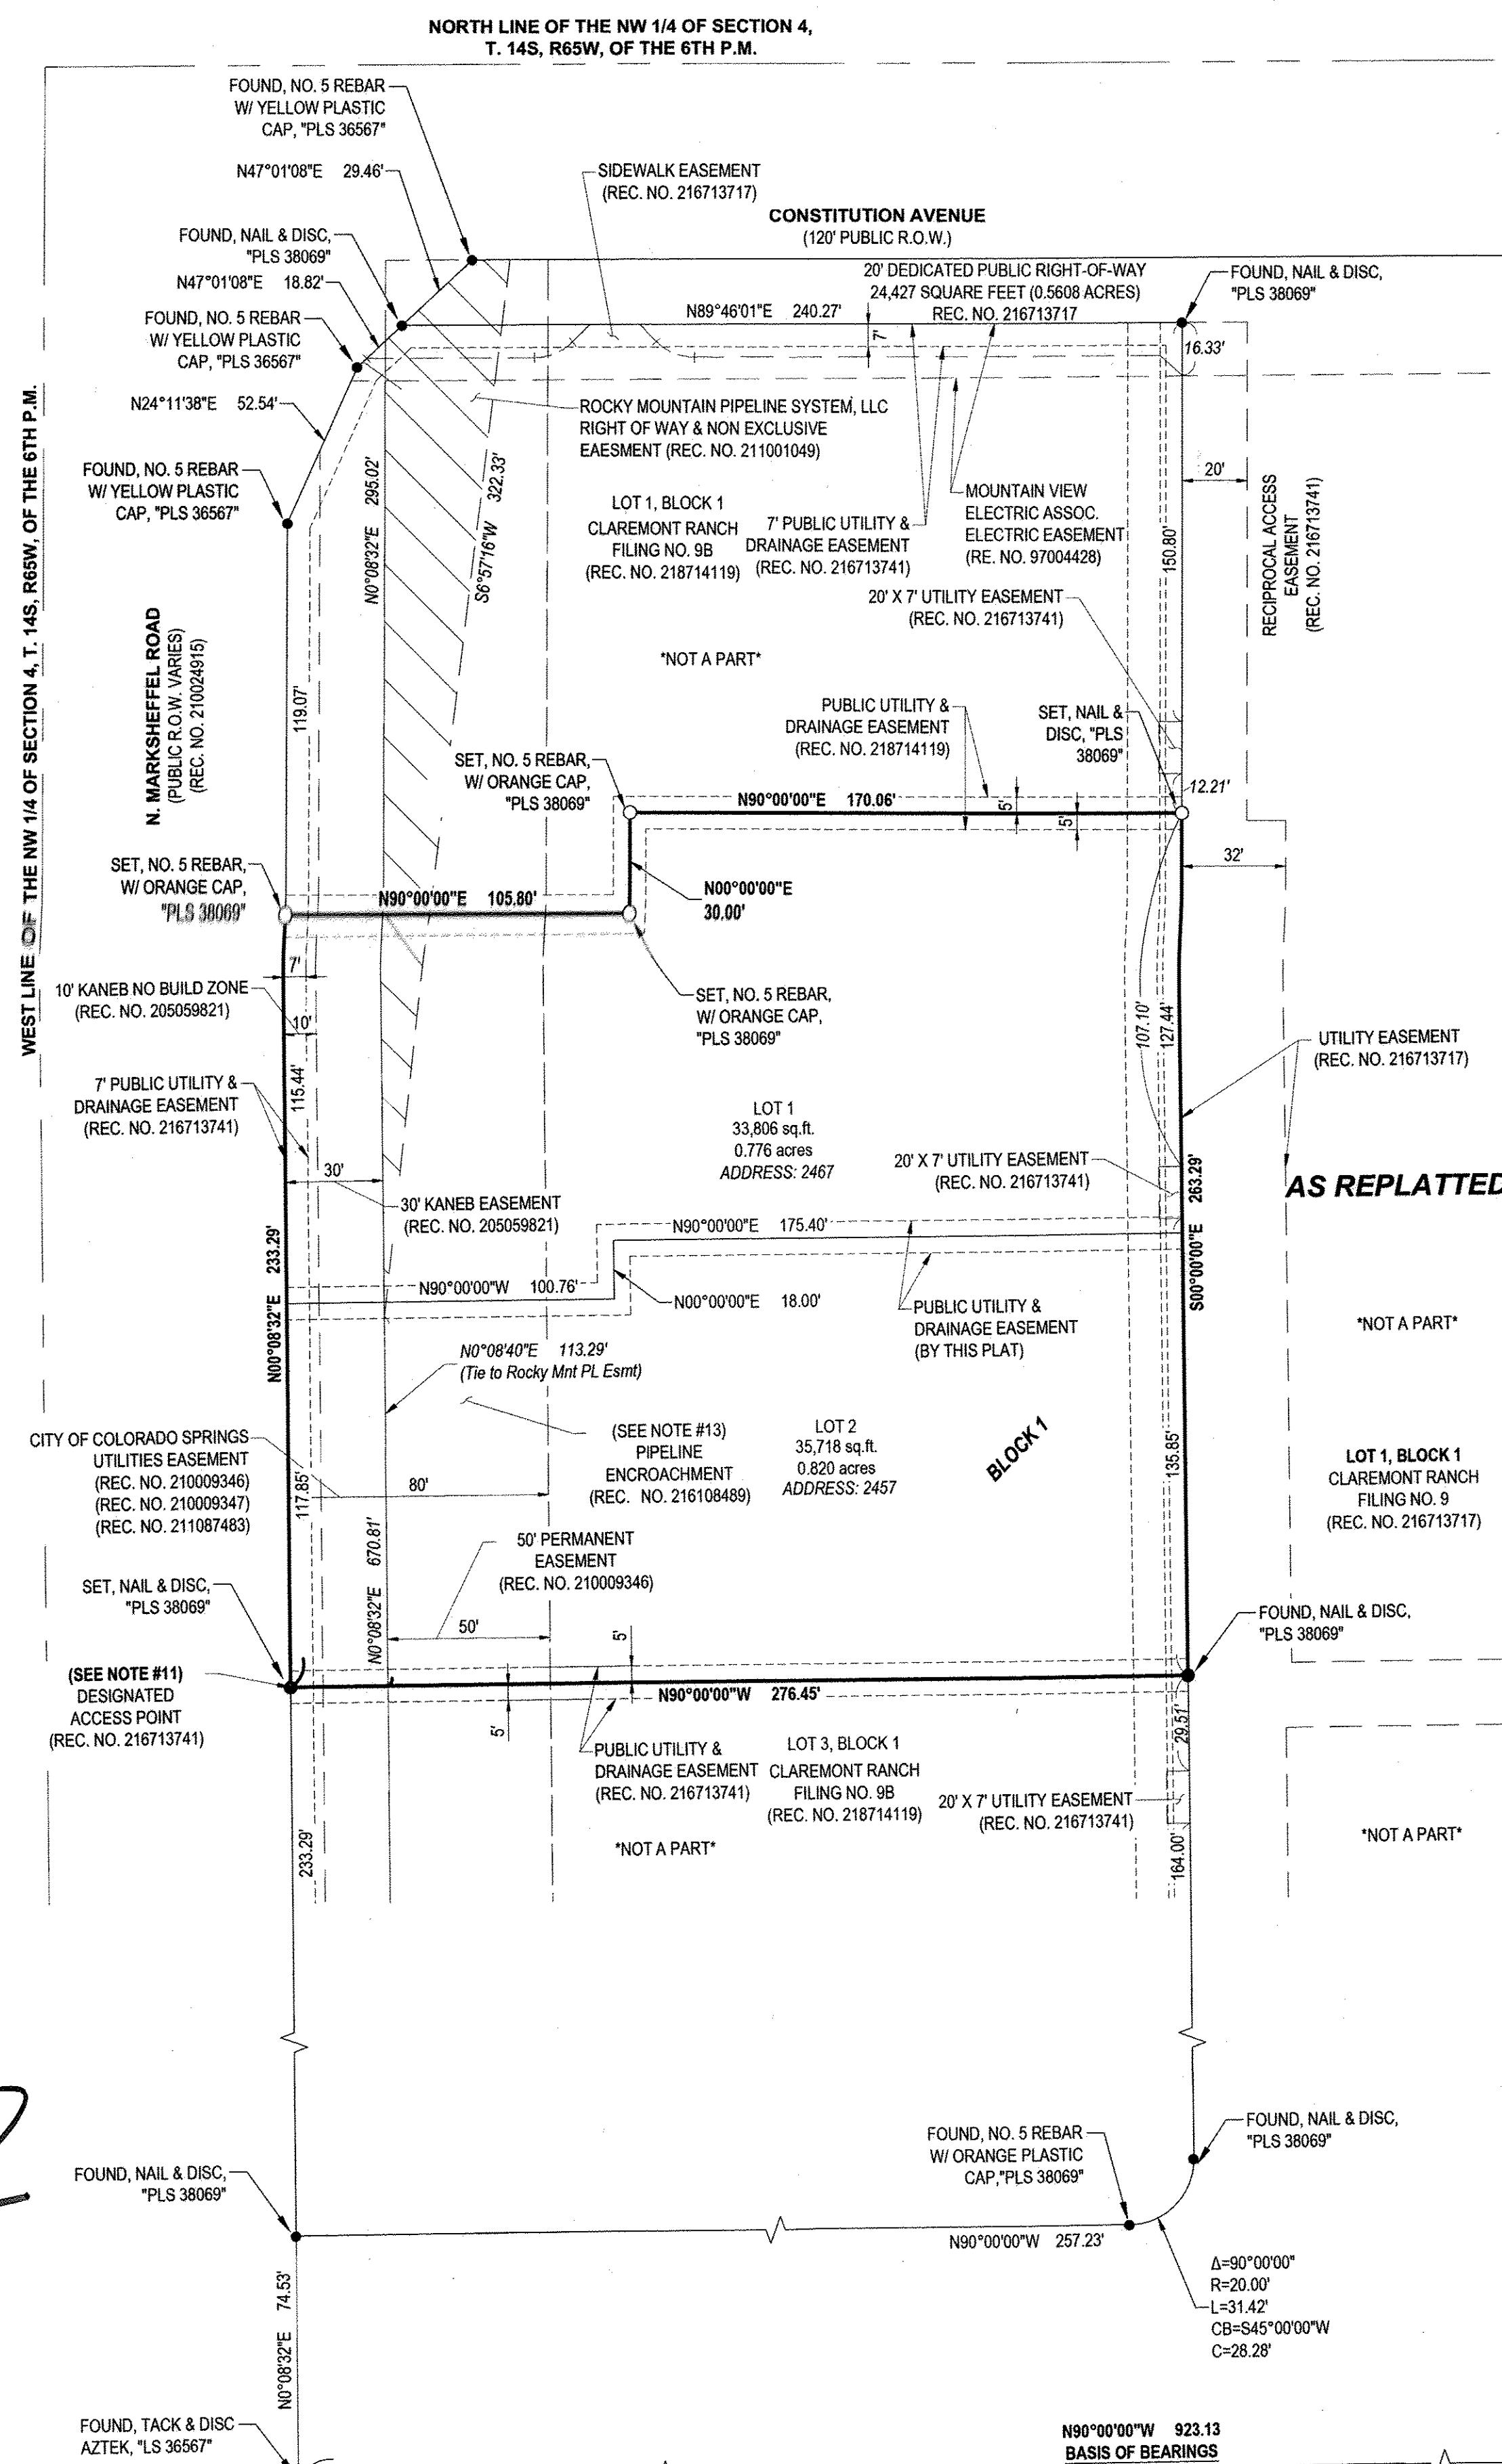 NORTH LINE OF THE NW 1/4 OF SECTION 4,
T. 14S, R65W, OF THE 6TH P.M.
FOUND, NO. 5 REBAR
W/ YELLOW PLASTIC
CAP, "PLS 36567"
N47°01'08"E 29.46'
SIDEWALK EASEMENT
(REC. NO. 216713717)
CONSTITUTION AVENUE
(120' PUBLIC R.O.W.)
FOUND, NAIL & DISC,
"PLS 38069"
N47°01'08"E 18.82'
20' DEDICATED PUBLIC RIGHT-OF-WAY
24,427 SQUARE FEET (0.5608 ACRES)
REC. NO. 216713717
FOUND, NAIL & DISC,
"PLS 38069"
N89°46'01"E 240.27'
FOUND, NO. 5 REBAR
W/ YELLOW PLASTIC
CAP, "PLS 36567"
7'
16.33'
N24°11'38"E 52.54'
ROCKY MOUNTAIN PIPELINE SYSTEM, LLC
RIGHT OF WAY & NON EXCLUSIVE
EAESMENT (REC. NO. 211001049)
WEST LINE OF THE NW 1/4 OF SECTION 4, T. 14S, R65W, OF THE 6TH P.M.
FOUND, NO. 5 REBAR
W/ YELLOW PLASTIC
CAP, "PLS 36567"
N0°08'32"E 295.02'
S6°57'16"W 322.33'
LOT 1, BLOCK 1
CLAREMONT RANCH
FILING NO. 9B
(REC. NO. 218714119)
7' PUBLIC UTILITY &
DRAINAGE EASEMENT
(REC. NO. 216713741)
MOUNTAIN VIEW
ELECTRIC ASSOC.
ELECTRIC EASEMENT
(RE. NO. 97004428)
20'
150.80'
RECIPROCAL ACCESS
EASEMENT
(REC. NO. 216713741)
20' X 7' UTILITY EASEMENT
(REC. NO. 216713741)
N. MARKSHEFFEL ROAD
(PUBLIC R.O.W. VARIES)
(REC. NO. 210024915)
119.07'
*NOT A PART*
PUBLIC UTILITY &
DRAINAGE EASEMENT
(REC. NO. 218714119)
SET, NAIL &
DISC, "PLS
38069"
SET, NO. 5 REBAR,
W/ ORANGE CAP,
"PLS 38069"
12.21'
N90°00'00"E 170.06'
5'
5'
SET, NO. 5 REBAR,
W/ ORANGE CAP,
"PLS 38069"
32'
N90°00'00"E 105.80'
N00°00'00"E
30.00'
7'
10' KANEB NO BUILD ZONE
(REC. NO. 205059821)
10'
SET, NO. 5 REBAR,
W/ ORANGE CAP,
"PLS 38069"
107.10'
127.44'
UTILITY EASEMENT
(REC. NO. 216713717)
7' PUBLIC UTILITY &
DRAINAGE EASEMENT
(REC. NO. 216713741)
115.44'
LOT 1
33,806 sq.ft.
0.776 acres
ADDRESS: 2467
20' X 7' UTILITY EASEMENT
(REC. NO. 216713741)
AS REPLATTED
30'
30' KANEB EASEMENT
(REC. NO. 205059821)
S00°00'00"E 263.29'
N90°00'00"E 175.40'
N00°08'32"E 233.29'
N90°00'00"W 100.76'
N00°00'00"E 18.00'
PUBLIC UTILITY &
DRAINAGE EASEMENT
(BY THIS PLAT)
*NOT A PART*
N0°08'40"E 113.29'
(Tie to Rocky Mnt PL Esmt)
CITY OF COLORADO SPRINGS
UTILITIES EASEMENT
(REC. NO. 210009346)
(REC. NO. 210009347)
(REC. NO. 211087483)
117.85'
80'
(SEE NOTE #13)
PIPELINE
ENCROACHMENT
(REC. NO. 216108489)
LOT 2
35,718 sq.ft.
0.820 acres
ADDRESS: 2457
BLOCK 1
135.85'
LOT 1, BLOCK 1
CLAREMONT RANCH
FILING NO. 9
(REC. NO. 216713717)
N0°08'32"E 670.81'
50' PERMANENT
EASEMENT
(REC. NO. 210009346)
50'
SET, NAIL & DISC,
"PLS 38069"
FOUND, NAIL & DISC,
"PLS 38069"
5'
(SEE NOTE #11)
DESIGNATED
ACCESS POINT
(REC. NO. 216713741)
N90°00'00"W 276.45'
5'
29.51'
PUBLIC UTILITY &
DRAINAGE EASEMENT
(REC. NO. 216713741)
LOT 3, BLOCK 1
CLAREMONT RANCH
FILING NO. 9B
(REC. NO. 218714119)
20' X 7' UTILITY EASEMENT
(REC. NO. 216713741)
233.29'
*NOT A PART*
164.00'
*NOT A PART*
FOUND, NAIL & DISC,
"PLS 38069"
FOUND, NO. 5 REBAR
W/ ORANGE PLASTIC
CAP,"PLS 38069"
FOUND, NAIL & DISC,
"PLS 38069"
N90°00'00"W 257.23'
Δ=90°00'00"
R=20.00'
L=31.42'
CB=S45°00'00"W
C=28.28'
N0°08'32"E 74.53'
FOUND, TACK & DISC
AZTEK, "LS 36567"
N90°00'00"W 923.13
BASIS OF BEARINGS